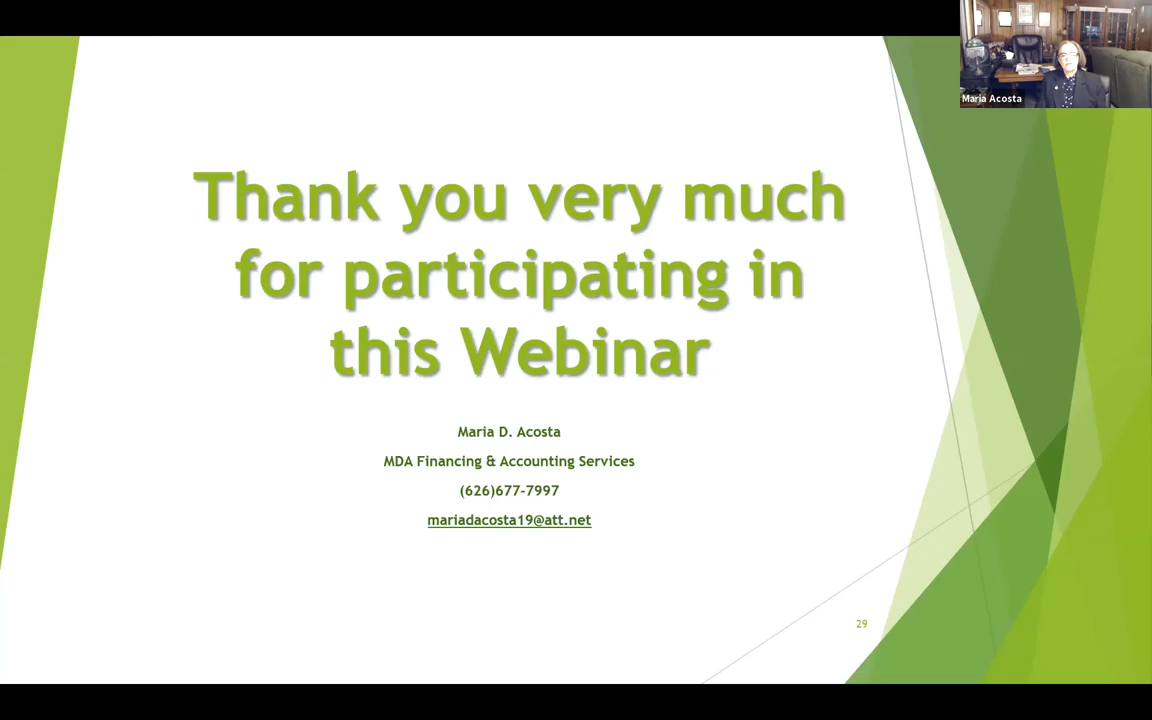 Maria Acosta
Thank you very much
for participating in
this Webinar
Maria D. Acosta
MDA Financing & Accounting Services
(626)677-7997
mariadacosta19@att.net
29